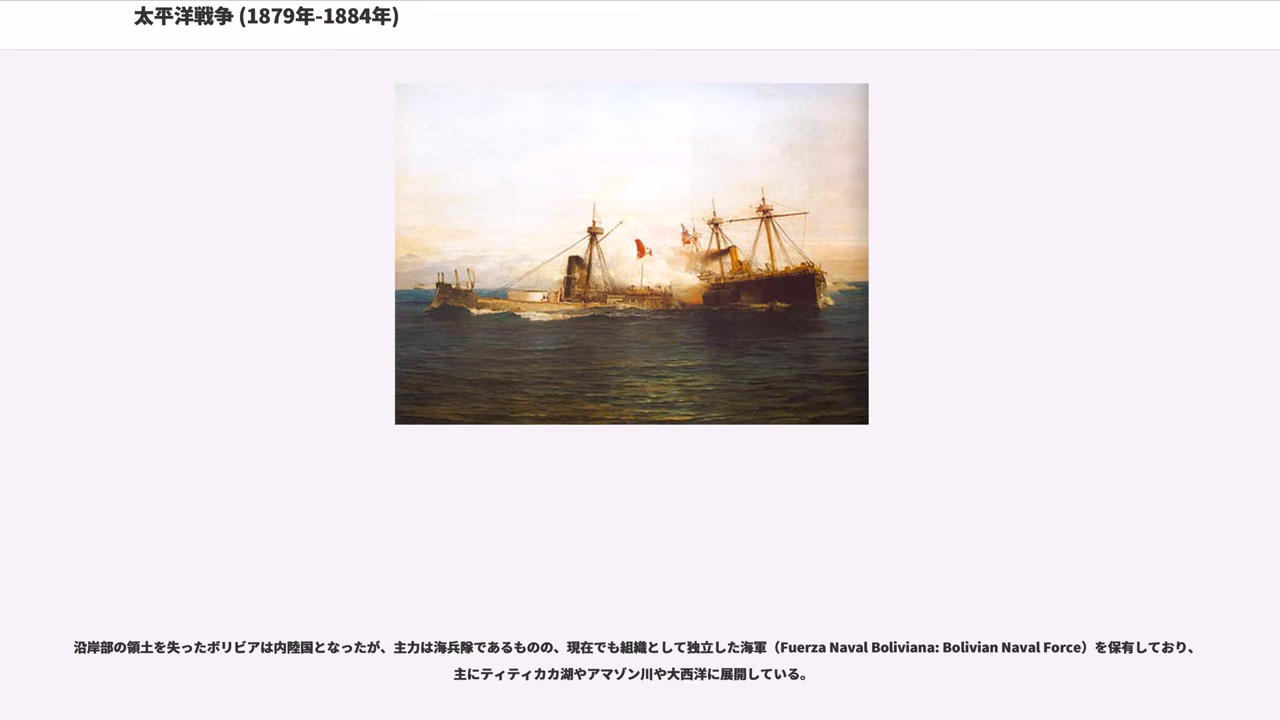 太平洋戦争 (1879年-1884年)
沿岸部の領土を失ったボリビアは内陸国となったが、主力は海兵隊であるものの、現在でも組織として独立した海軍（Fuerza Naval Boliviana: Bolivian Naval Force）を保有しており、
主にティティカカ湖やアマゾン川や大西洋に展開している。